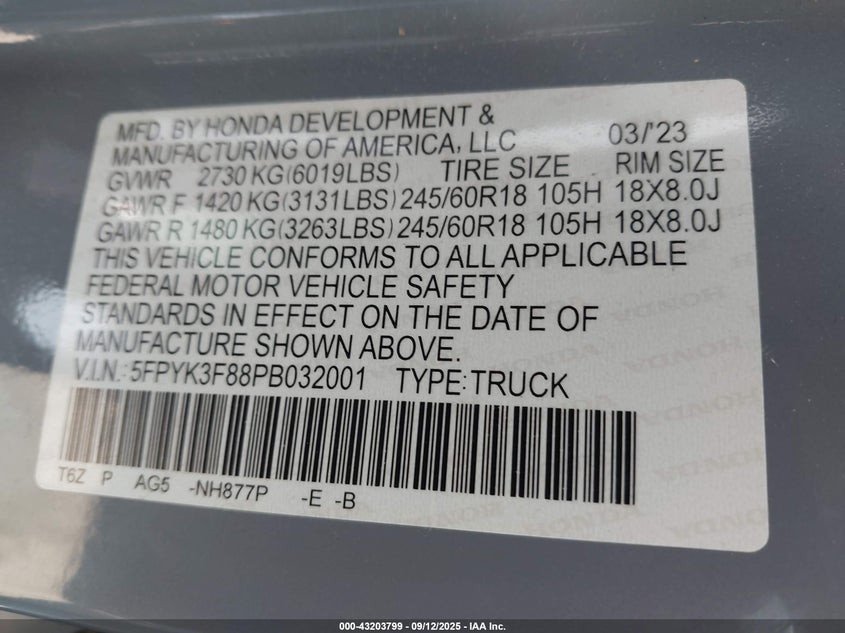 MFD. BY HONDA DEVELOPMENT &
MANUFACTURING OF AMERICA, LLC 03/'23
GVWR 2730 KG(6019LBS) TIRE SIZE RIM SIZE
GAWR F 1420 KG(3131LBS) 245/60R18 105H 18X8.0J
GAWR R 1480 KG(3263LBS) 245/60R18 105H 18X8.0J
THIS VEHICLE CONFORMS TO ALL APPLICABLE
FEDERAL MOTOR VEHICLE SAFETY
STANDARDS IN EFFECT ON THE DATE OF
MANUFACTURE SHOWN ABOVE.
V.I.N.: 5FPYK3F88PB032001 TYPE: TRUCK
T6Z P AG5 -NH877P -E -B
HONDA
HONDA
HONDA
000-43203799 - 09/12/2025 - IAA Inc.